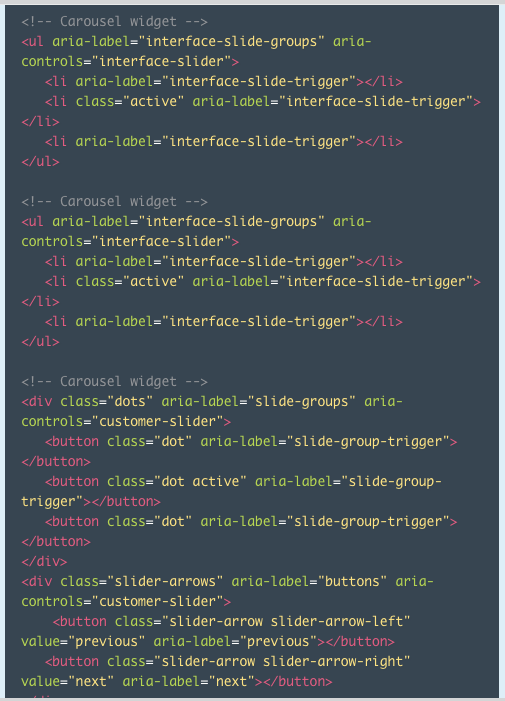 <!-- Carousel widget -->
<ul aria-label="interface-slide-groups" aria-
controls="interface-slider">
   <li aria-label="interface-slide-trigger"></li>
   <li class="active" aria-label="interface-slide-trigger">
</li>
   <li aria-label="interface-slide-trigger"></li>
</ul>

<!-- Carousel widget -->
<ul aria-label="interface-slide-groups" aria-
controls="interface-slider">
   <li aria-label="interface-slide-trigger"></li>
   <li class="active" aria-label="interface-slide-trigger">
</li>
   <li aria-label="interface-slide-trigger"></li>
</ul>

<!-- Carousel widget -->
<div class="dots" aria-label="slide-groups" aria-
controls="customer-slider">
   <button class="dot" aria-label="slide-group-trigger">
</button>
   <button class="dot active" aria-label="slide-group-
trigger"></button>
   <button class="dot" aria-label="slide-group-trigger">
</button>
</div>
<div class="slider-arrows" aria-label="buttons" aria-
controls="customer-slider">
    <button class="slider-arrow slider-arrow-left"
value="previous" aria-label="previous"></button>
   <button class="slider-arrow slider-arrow-right"
value="next" aria-label="next"></button>